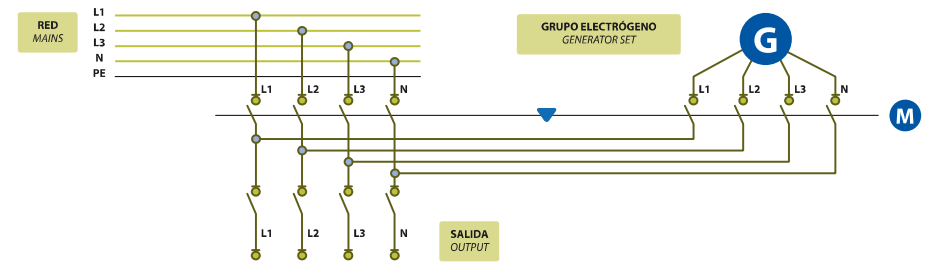 RED
MAINS
L1
L2
L3
N
PE
GRUPO ELECTRÓGENO
GENERATOR SET
G
L1
L2
L3
N
L1
L2
L3
N
M
L1
L2
L3
N
SALIDA
OUTPUT